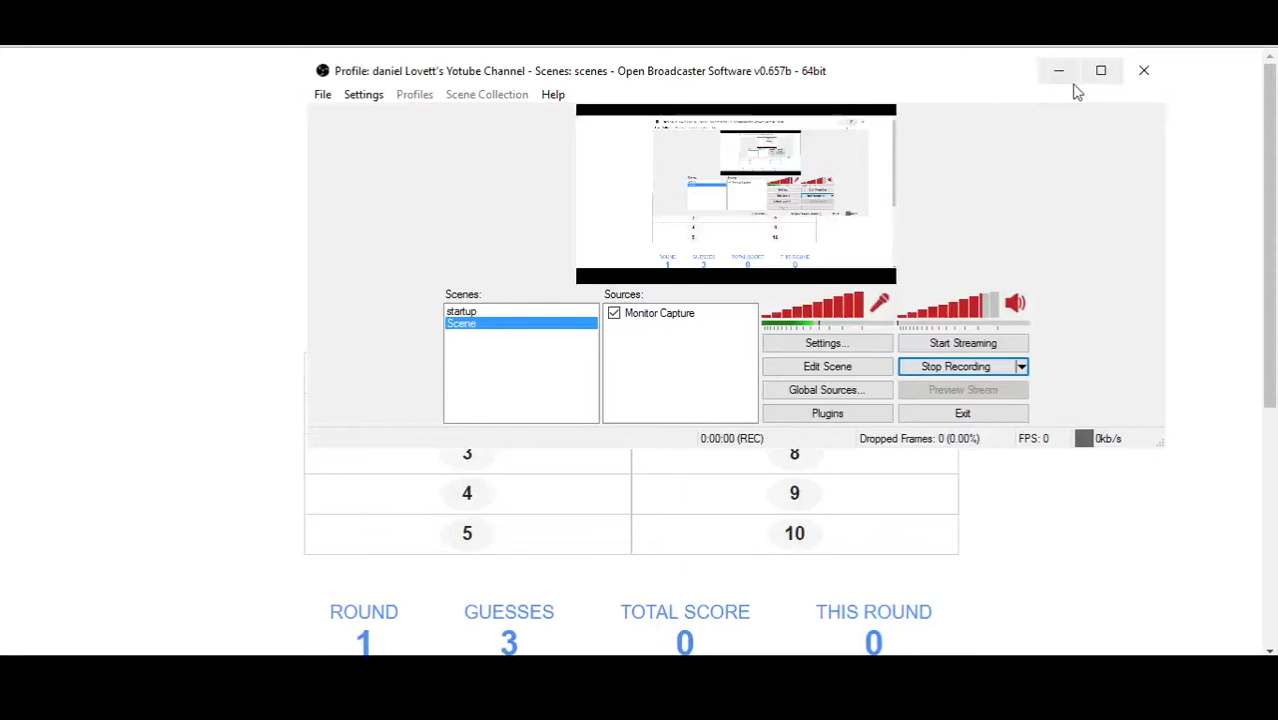 Profile: daniel Lovett's Yotube Channel - Scenes: scenes - Open Broadcaster Software v0.657b - 64bit
File Settings Profiles Scene Collection Help
Scenes: Sources:
startup
Scene
Monitor Capture
Settings... Start Streaming
Edit Scene Stop Recording
Global Sources... Preview Stream
Plugins Exit
0:00:00 (REC) Dropped Frames: 0 (0.00%) FPS: 0 0kb/s
3 8
4 9
5 10
ROUND GUESSES TOTAL SCORE THIS ROUND
1 3 0 0